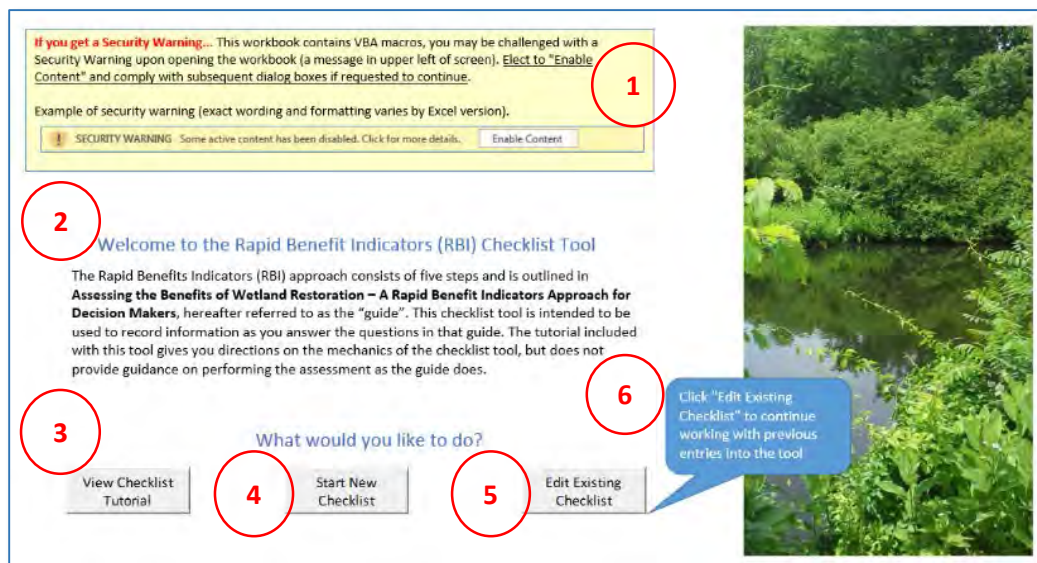 If you get a Security Warning... This workbook contains VBA macros, you may be challenged with a
Security Warning upon opening the workbook (a message in upper left of screen). Elect to "Enable
Content" and comply with subsequent dialog boxes if requested to continue.
1
Example of security warning (exact wording and formatting varies by Excel version).
! SECURITY WARNING Some active content has been disabled. Click for more details. Enable Content
2
Welcome to the Rapid Benefit Indicators (RBI) Checklist Tool
The Rapid Benefits Indicators (RBI) approach consists of five steps and is outlined in
Assessing the Benefits of Wetland Restoration – A Rapid Benefit Indicators Approach for
Decision Makers, hereafter referred to as the “guide”. This checklist tool is intended to be
used to record information as you answer the questions in that guide. The tutorial included
with this tool gives you directions on the mechanics of the checklist tool, but does not
provide guidance on performing the assessment as the guide does.
6
Click "Edit Existing
Checklist" to continue
working with previous
entries into the tool
3
What would you like to do?
View Checklist
Tutorial
4
Start New
Checklist
5
Edit Existing
Checklist